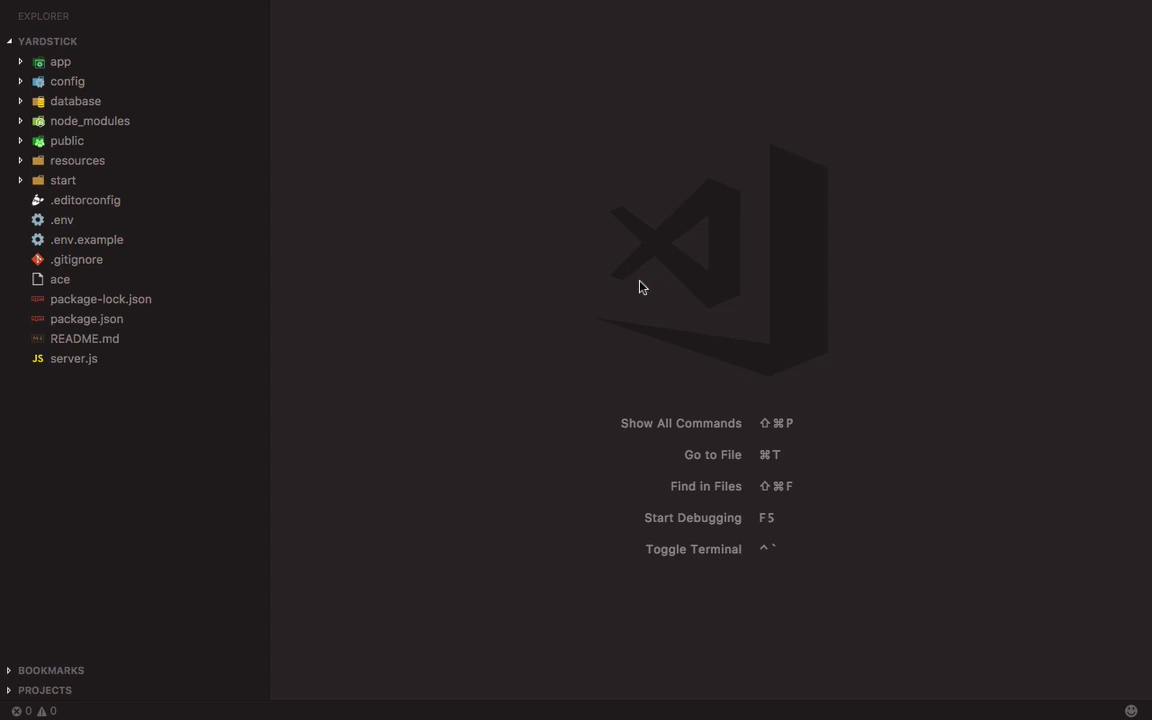 EXPLORER
YARDSTICK
app
config
database
node_modules
public
resources
start
.editorconfig
.env
.env.example
.gitignore
ace
package-lock.json
package.json
README.md
JS server.js
BOOKMARKS
PROJECTS
0 0
Show All Commands ⇧⌘P
Go to File ⌘T
Find in Files ⇧⌘F
Start Debugging F5
Toggle Terminal ^`